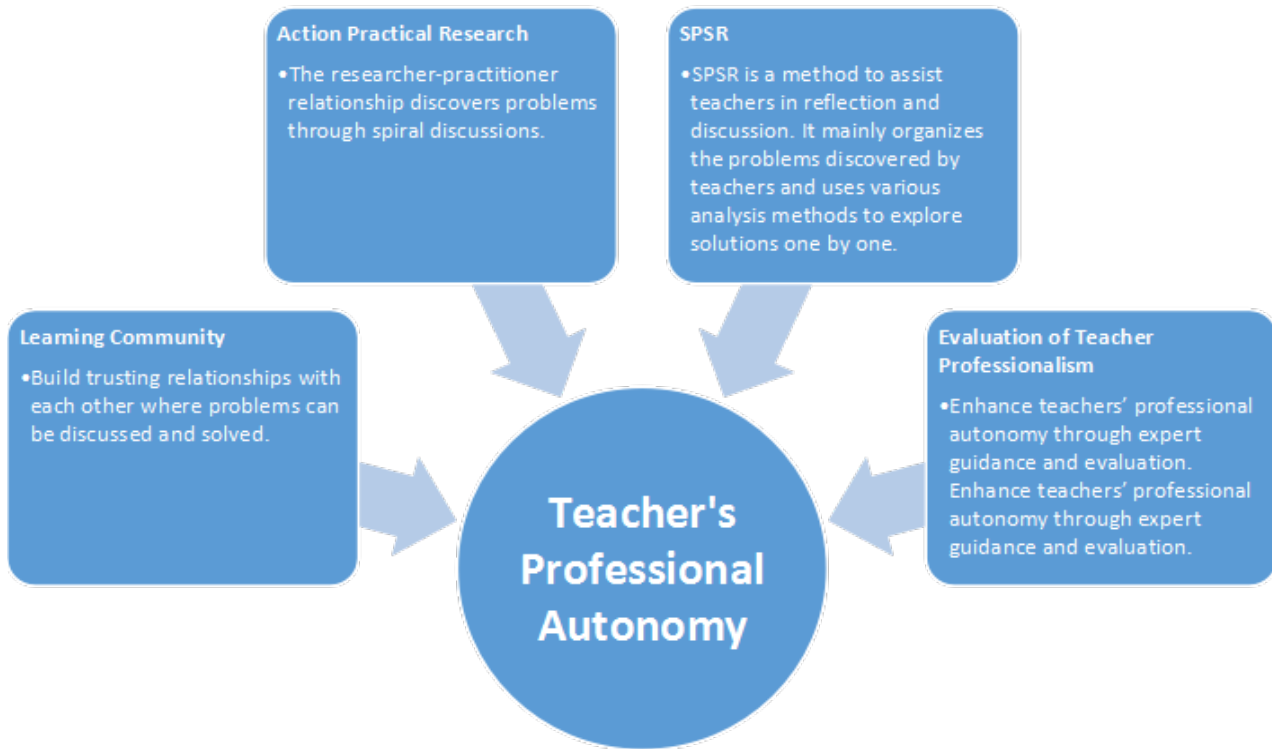 Action Practical Research
•The researcher-practitioner
relationship discovers problems
through spiral discussions.
SPSR
•SPSR is a method to assist
teachers in reflection and
discussion. It mainly organizes
the problems discovered by
teachers and uses various
analysis methods to explore
solutions one by one.
Learning Community
•Build trusting relationships with
each other where problems can
be discussed and solved.
Evaluation of Teacher
Professionalism
•Enhance teachers’ professional
autonomy through expert
guidance and evaluation.
Enhance teachers’ professional
autonomy through expert
guidance and evaluation.
Teacher's
Professional
Autonomy